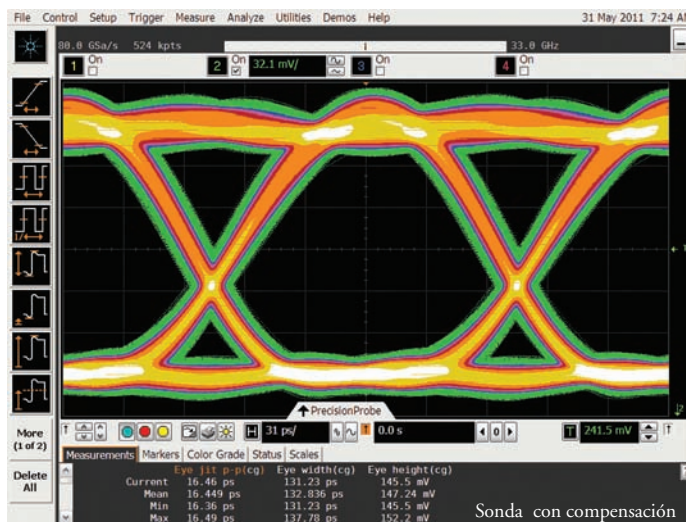 File Control Setup Trigger Measure Analyze Utilities Demos Help 31 May 2011 7:24 AM
80.0 GSa/s 524 kpts 33.0 GHz
1 On 2 On 32.1 mV/ 3 On 4 On
PrecisionProbe
More
(1 of 2)
Delete
All
H 31 ps/ 0.0 s 0 T 241.5 mV
Measurements Markers Color Grade Status Scales
Eye jit p-p(cg) Eye width(cg) Eye height(cg)
Current 16.46 ps 131.23 ps 145.5 mV
Mean 16.449 ps 132.836 ps 147.24 mV
Min 16.36 ps 131.23 ps 145.5 mV
Max 16.49 ps 137.78 ps 152.2 mV
Sonda con compensación